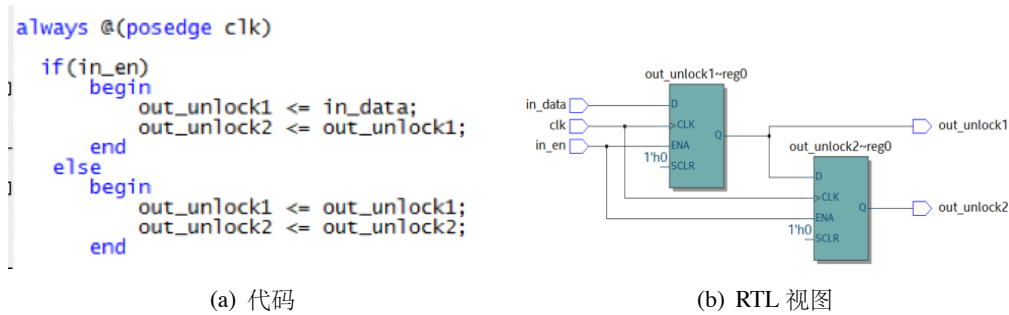 always @(posedge clk)
if(in_en)
begin
out_unlock1 <= in_data;
out_unlock2 <= out_unlock1;
end
else
begin
out_unlock1 <= out_unlock1;
out_unlock2 <= out_unlock2;
end
(a) 代码
out_unlock1~reg0
in_data
clk
in_en
1'h0
D
CLK
ENA
SCLR
Q
out_unlock1
out_unlock2~reg0
D
CLK
ENA
1'h0
SCLR
Q
out_unlock2
(b) RTL 视图